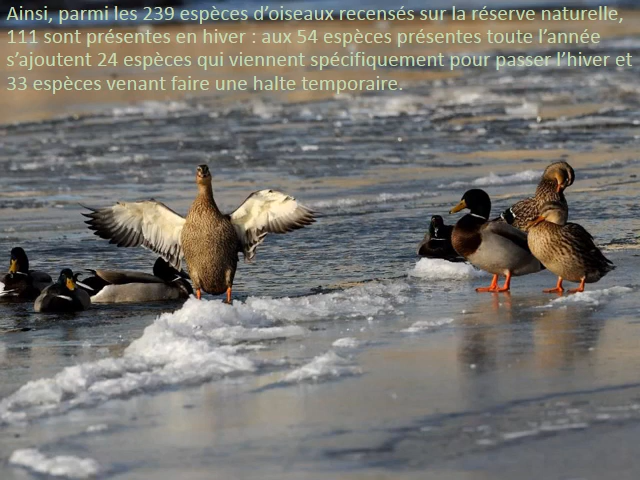 Ainsi, parmi les 239 espèces d’oiseaux recensés sur la réserve naturelle,
111 sont présentes en hiver : aux 54 espèces présentes toute l’année
s’ajoutent 24 espèces qui viennent spécifiquement pour passer l’hiver et
33 espèces venant faire une halte temporaire.